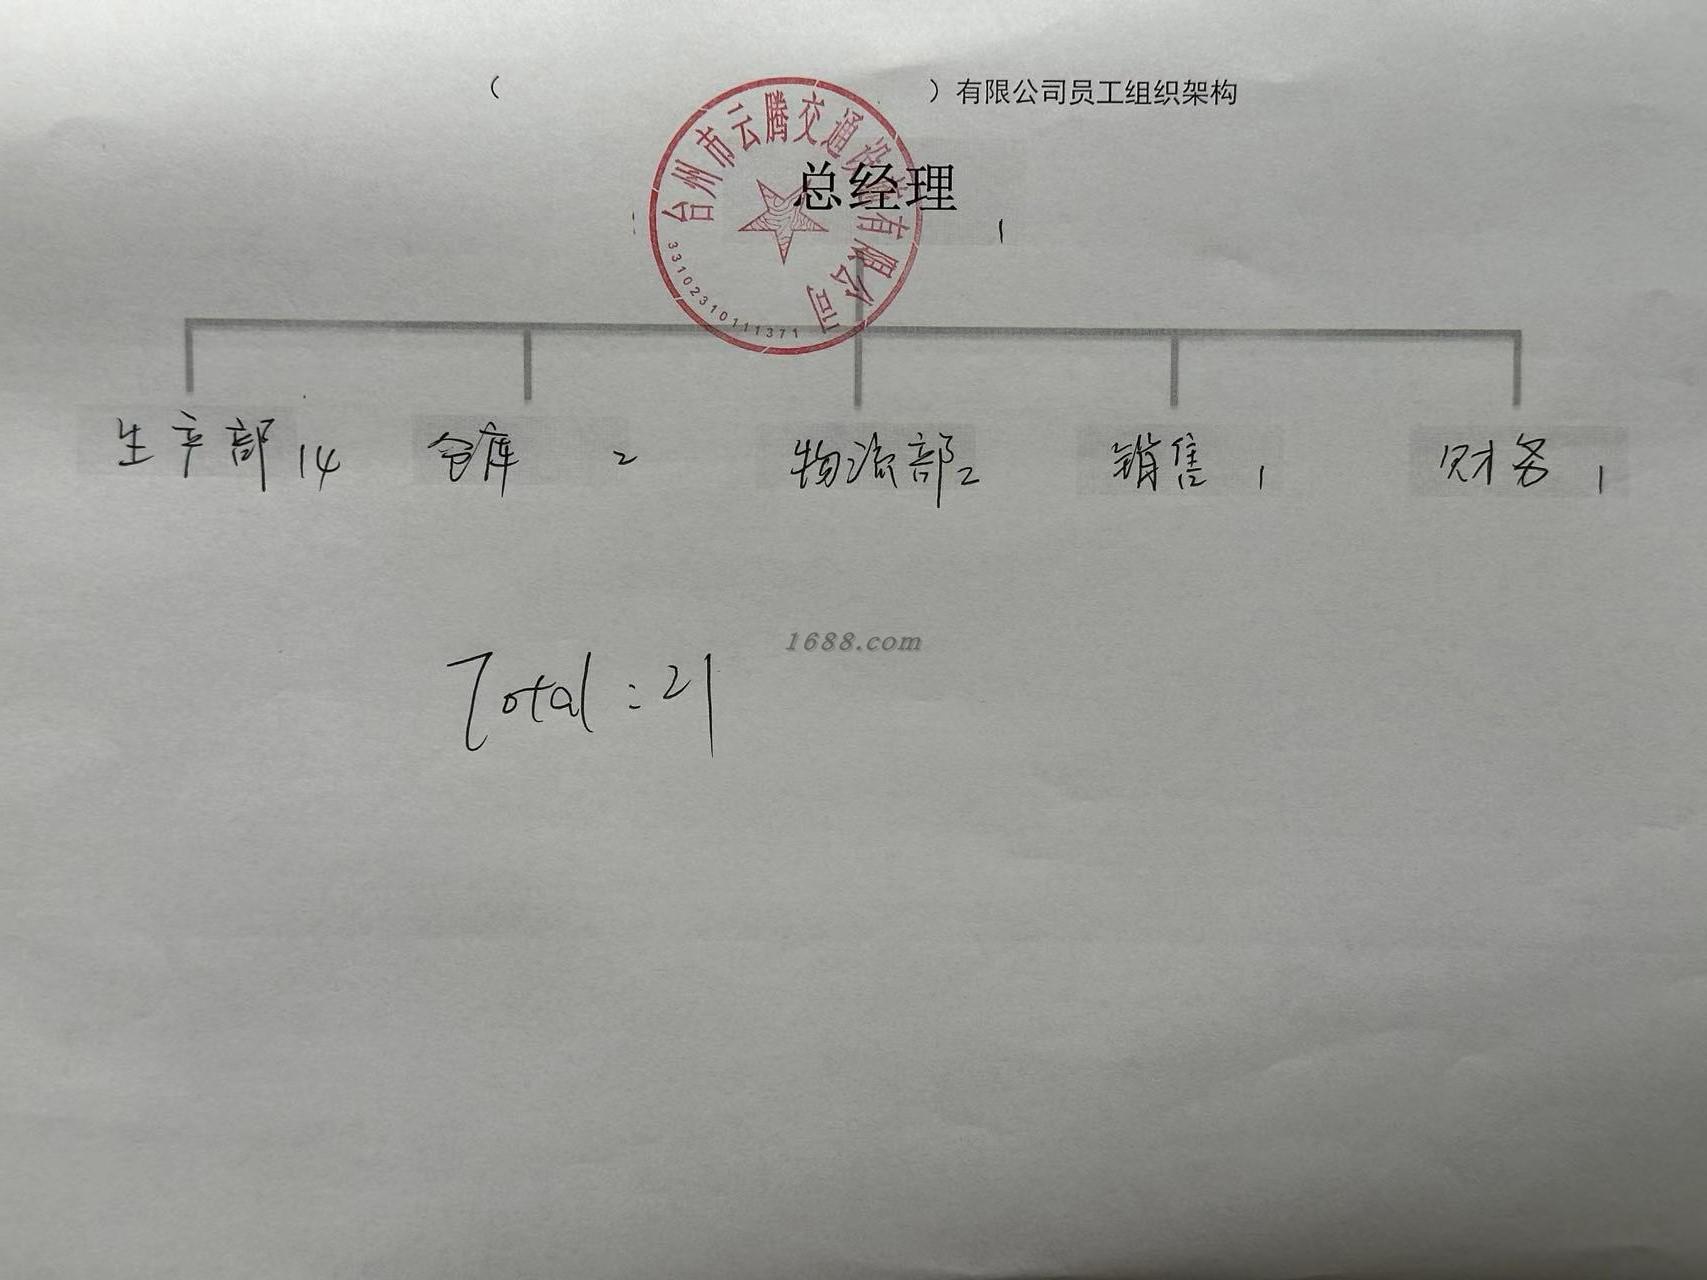 （ ）有限公司员工组织架构
台州市云腾交通设施有限公司
33102310111371
总经理 1
生产部 14 仓库 2 物流部 2 销售 1 财务 1
1688.com
Total：21